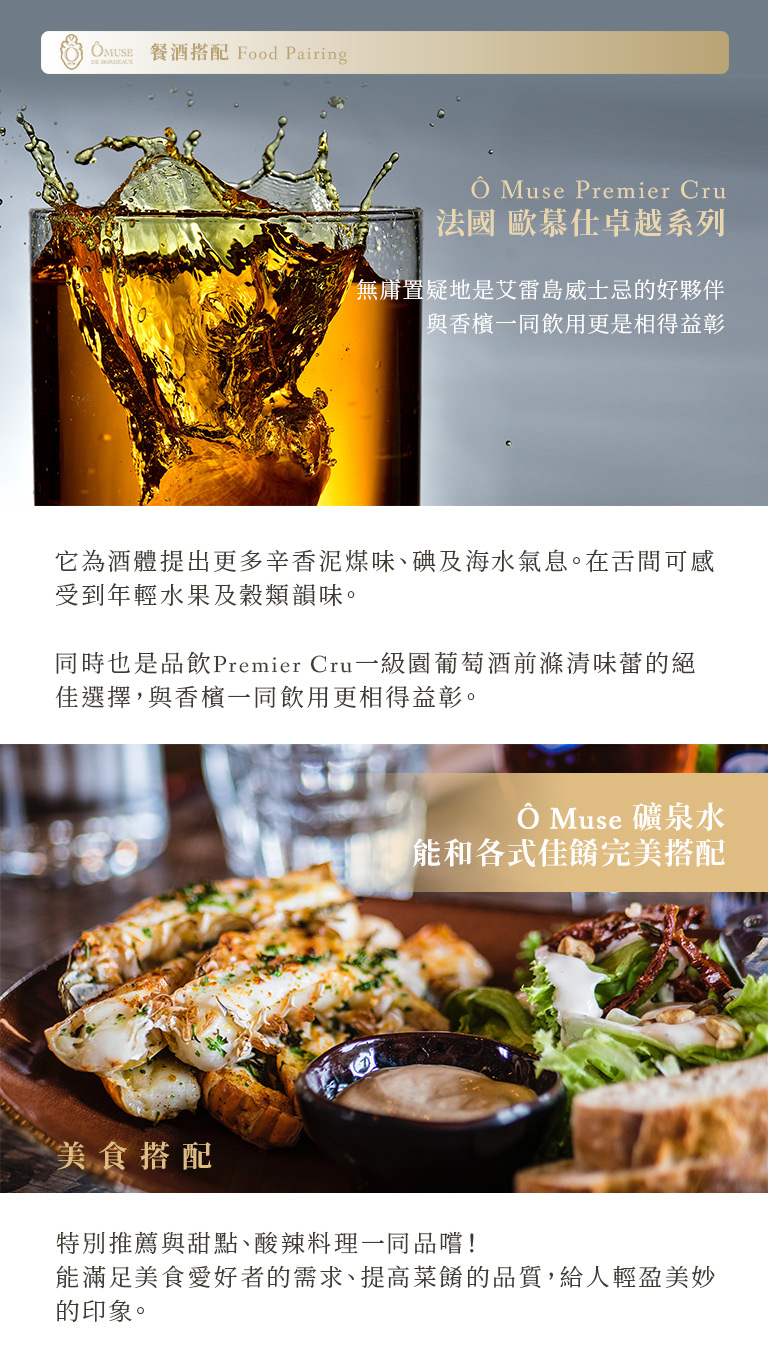 ÔMUSE
DE BORDEAUX
餐酒搭配 Food Pairing
Ô Muse Premier Cru
法國 歐慕仕卓越系列
無庸置疑地是艾雷島威士忌的好夥伴
與香檳一同飲用更是相得益彰
它為酒體提出更多辛香泥煤味、碘及海水氣息。在舌間可感
受到年輕水果及穀類韻味。
同時也是品飲Premier Cru一級園葡萄酒前滌清味蕾的絕
佳選擇，與香檳一同飲用更相得益彰。
Ô Muse 礦泉水
能和各式佳餚完美搭配
美食搭配
特別推薦與甜點、酸辣料理一同品嚐！
能滿足美食愛好者的需求、提高菜餚的品質，給人輕盈美妙
的印象。